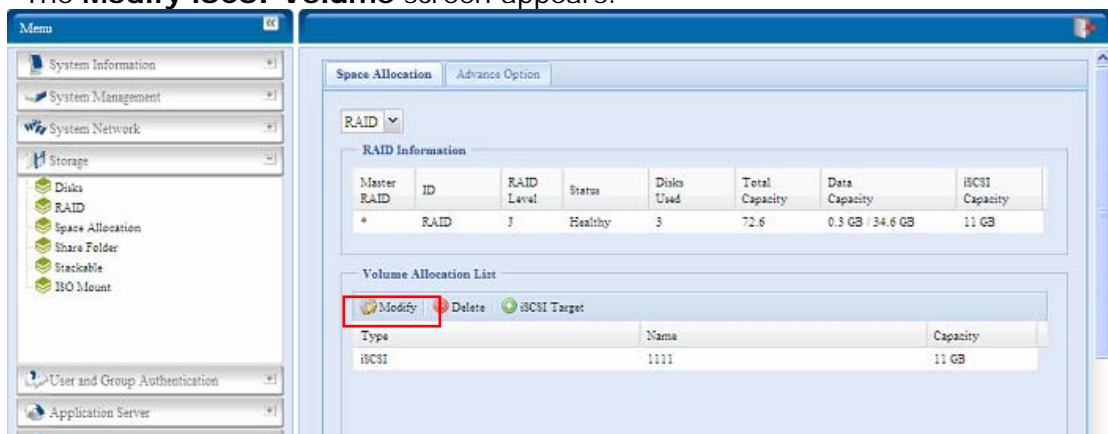 The Modify iSCSI Volume screen appears.
Menu
System Information
System Management
System Network
Storage
Disks
RAID
Space Allocation
Share Folder
Stackable
ISO Mount
User and Group Authentication
Application Server
Space Allocation Advance Option
RAID
RAID Information
Master RAID ID RAID Level Status Disks Used Total Capacity Data Capacity iSCSI Capacity
* RAID J Healthy 3 72.6 0.3 GB / 34.6 GB 11 GB
Volume Allocation List
Modify Delete iSCSI Target
Type Name Capacity
iSCSI 1111 11 GB